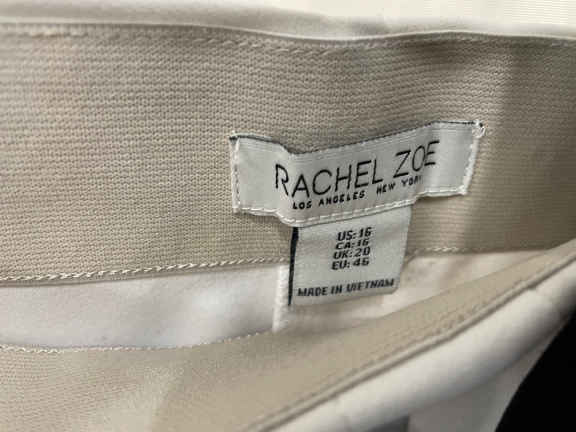 RACHEL ZOE
LOS ANGELES NEW YORK
US:16
CA:16
UK:20
EU:46
MADE IN VIETNAM